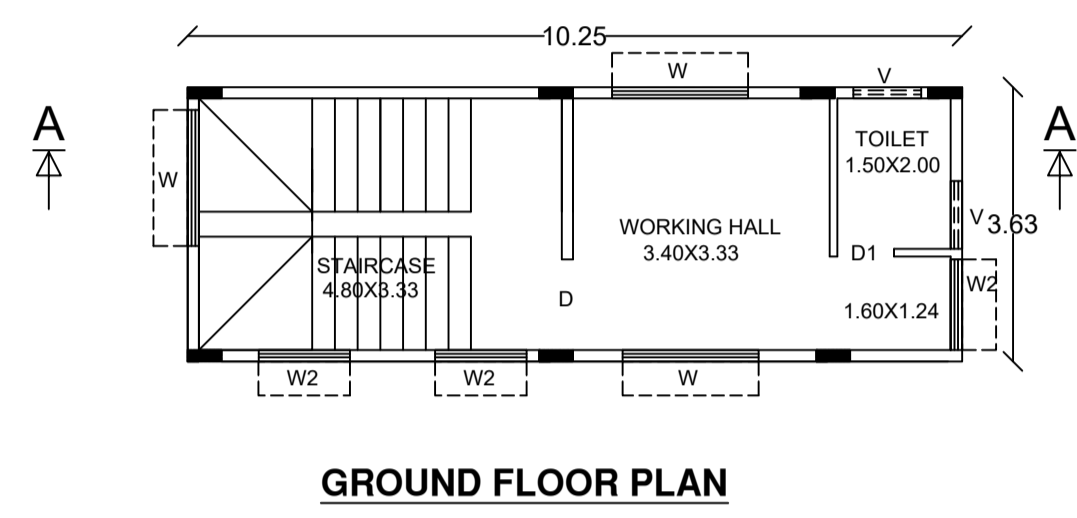 10.25
W
V
A
A
TOILET
1.50X2.00
W
V
3.63
WORKING HALL
3.40X3.33
D1
STAIRCASE
4.80X3.33
W2
D
1.60X1.24
W2
W2
W
GROUND FLOOR PLAN